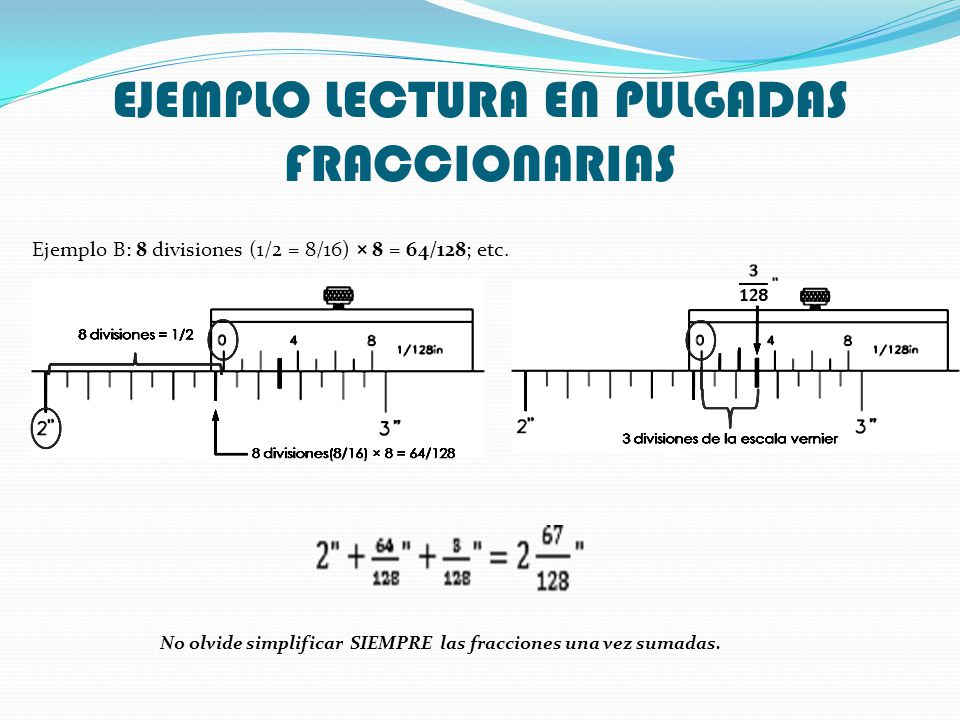 EJEMPLO LECTURA EN PULGADAS
FRACCIONARIAS
Ejemplo B: 8 divisiones (1/2 = 8/16) × 8 = 64/128; etc.
8 divisiones = 1/2
0 4 8
1/128in
2"
3"
8 divisiones(8/16) × 8 = 64/128
3/128"
0 4 8
1/128in
2"
3"
3 divisiones de la escala vernier
2" + 64/128" + 3/128" = 2 67/128"
No olvide simplificar SIEMPRE las fracciones una vez sumadas.